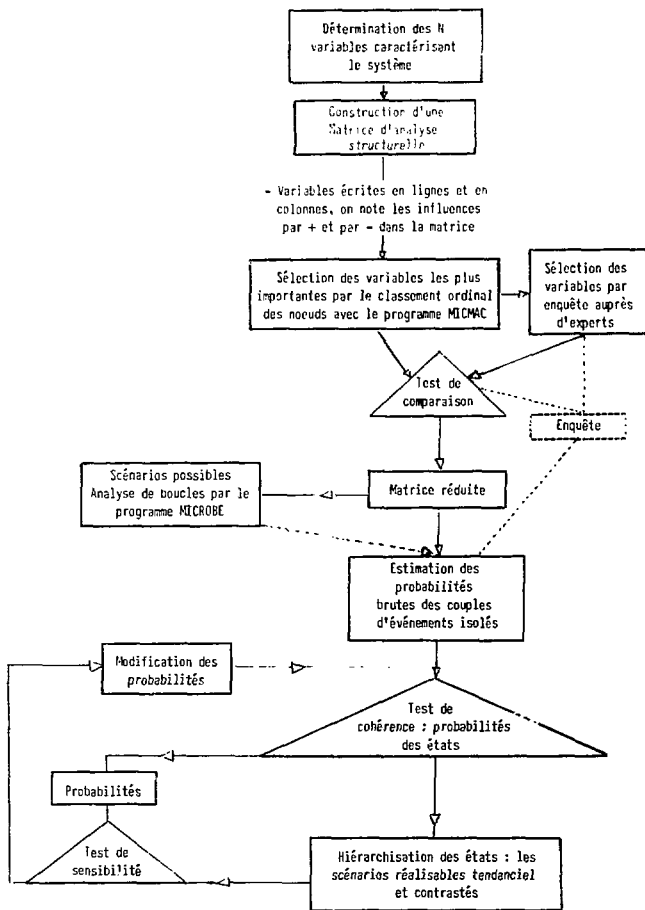 Détermination des N
variables caractérisant
le système
Construction d'une
Matrice d'analyse
structurelle
- Variables écrites en lignes et en
colonnes, on note les influences
par + et par - dans la matrice
Sélection des variables les plus
importantes par le classement ordinal
des noeuds avec le programme MICMAC
Sélection des
variables par
enquête auprès
d'experts
Test de
comparaison
Enquête
Scénarios possibles
Analyse de boucles par le
programme MICROBE
Matrice réduite
Estimation des
probabilités
brutes des couples
d'événements isolés
Modification des
probabilités
Test de
cohérence : probabilités
des états
Probabilités
Test de
sensibilité
Hiérarchisation des états : les
scénarios réalisables tendanciel
et contrastés